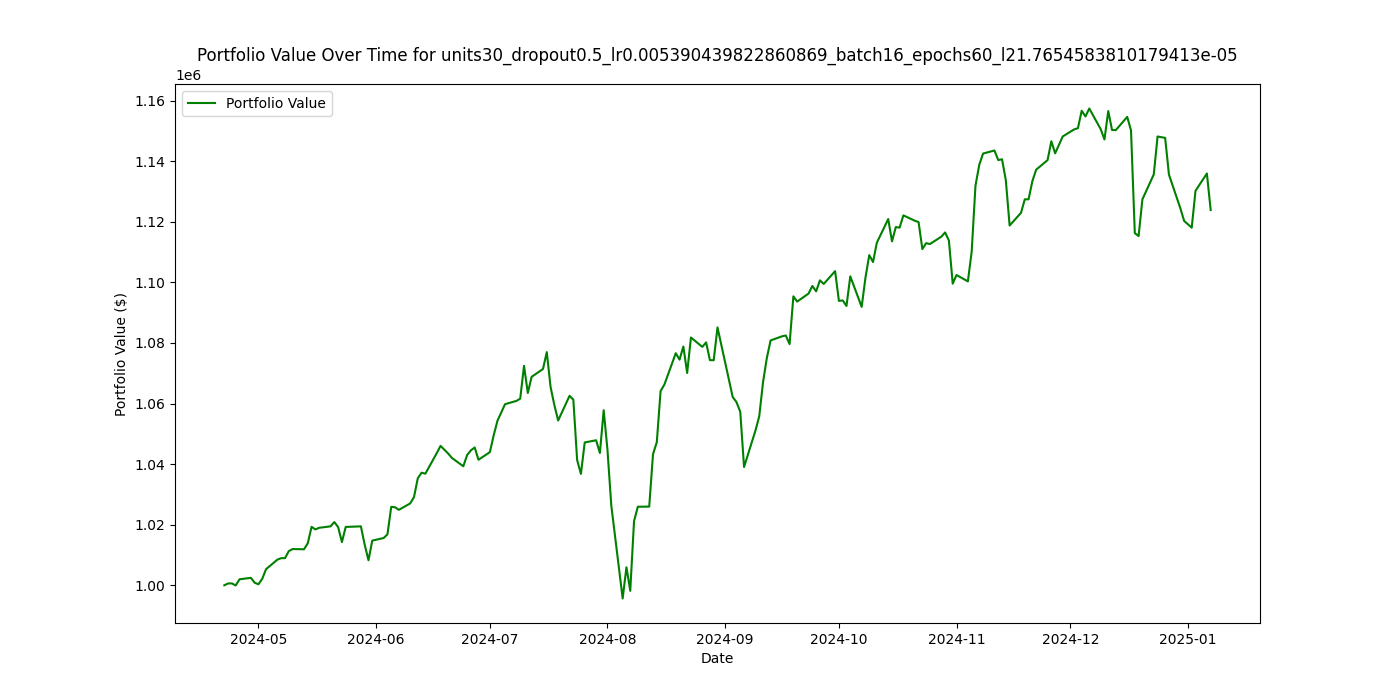 Portfolio Value Over Time for units30_dropout0.5_lr0.005390439822860869_batch16_epochs60_l21.7654583810179413e-05
1e6
Portfolio Value
1.16
1.14
1.12
1.10
1.08
1.06
1.04
1.02
1.00
Portfolio Value ($)
2024-05 2024-06 2024-07 2024-08 2024-09 2024-10 2024-11 2024-12 2025-01
Date